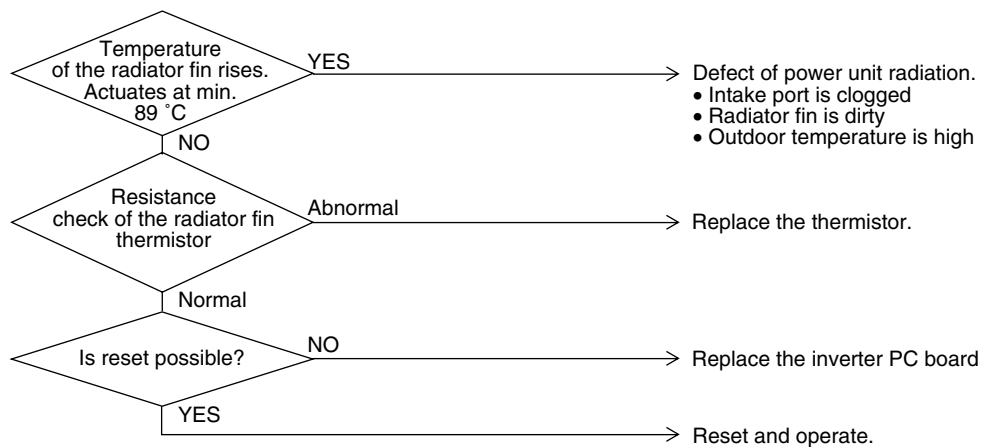 Temperature
of the radiator fin rises.
Actuates at min.
89 ˚C
YES
Defect of power unit radiation.
• Intake port is clogged
• Radiator fin is dirty
• Outdoor temperature is high
NO
Resistance
check of the radiator fin
thermistor
Abnormal
Replace the thermistor.
Normal
Is reset possible?
NO
Replace the inverter PC board
YES
Reset and operate.